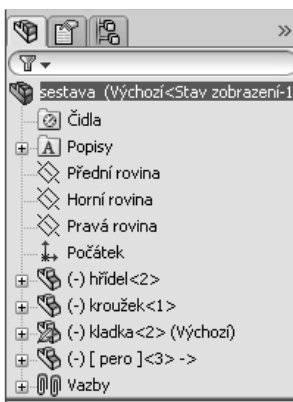 sestava (Výchozí<Stav zobrazení-1
Čidla
A Popisy
Přední rovina
Horní rovina
Pravá rovina
Počátek
(-) hřídel<2>
(-) kroužek<1>
(-) kladka<2> (Výchozí)
(-) [ pero ]<3> ->
Vazby